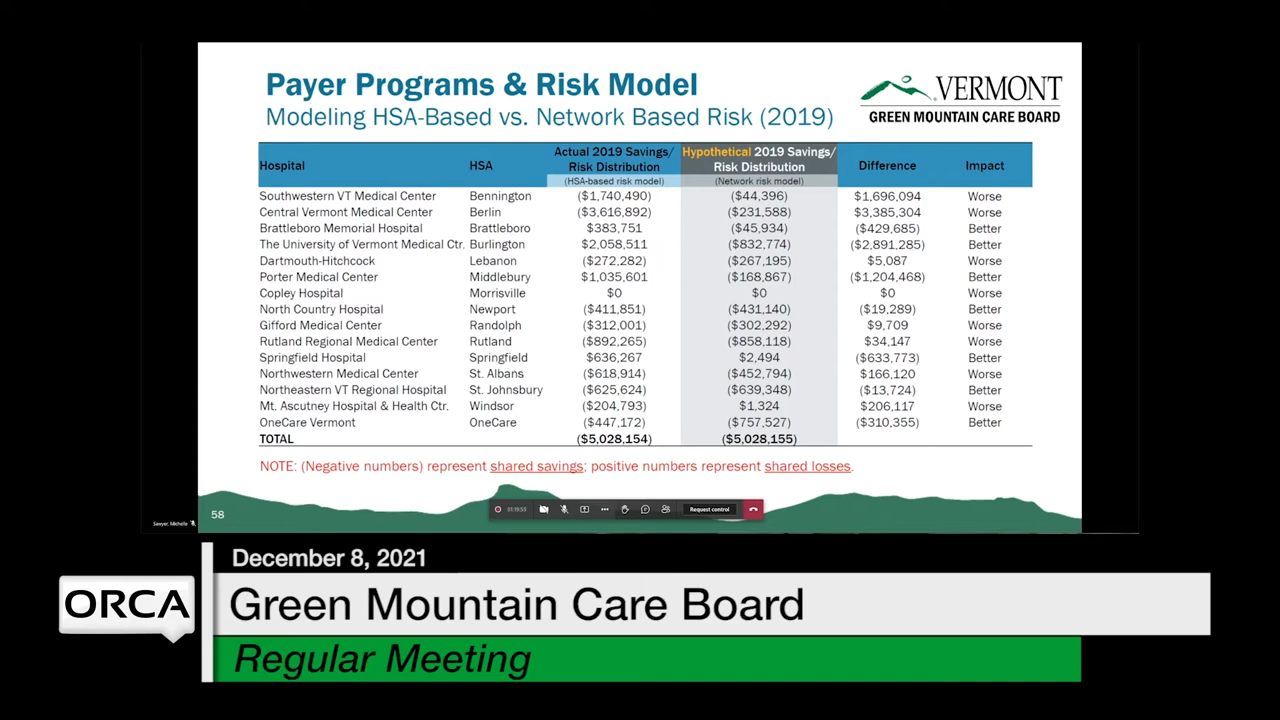 Payer Programs & Risk Model
Modeling HSA-Based vs. Network Based Risk (2019)
VERMONT
GREEN MOUNTAIN CARE BOARD
Hospital HSA Actual 2019 Savings/ Risk Distribution (HSA-based risk model) Hypothetical 2019 Savings/ Risk Distribution (Network risk model) Difference Impact
Southwestern VT Medical Center Bennington ($1,740,490) ($44,396) $1,696,094 Worse
Central Vermont Medical Center Berlin ($3,616,892) ($231,588) $3,385,304 Worse
Brattleboro Memorial Hospital Brattleboro $383,751 ($45,934) ($429,685) Better
The University of Vermont Medical Ctr. Burlington $2,058,511 ($832,774) ($2,891,285) Better
Dartmouth-Hitchcock Lebanon ($272,282) ($267,195) $5,087 Worse
Porter Medical Center Middlebury $1,035,601 ($168,867) ($1,204,468) Better
Copley Hospital Morrisville $0 $0 $0 Worse
North Country Hospital Newport ($411,851) ($431,140) ($19,289) Better
Gifford Medical Center Randolph ($312,001) ($302,292) $9,709 Worse
Rutland Regional Medical Center Rutland ($892,265) ($858,118) $34,147 Worse
Springfield Hospital Springfield $636,267 $2,494 ($633,773) Better
Northwestern Medical Center St. Albans ($618,914) ($452,794) $166,120 Worse
Northeastern VT Regional Hospital St. Johnsbury ($625,624) ($639,348) ($13,724) Better
Mt. Ascutney Hospital & Health Ctr. Windsor ($204,793) $1,324 $206,117 Worse
OneCare Vermont OneCare ($447,172) ($757,527) ($310,355) Better
TOTAL ($5,028,154) ($5,028,155)
NOTE: (Negative numbers) represent shared savings; positive numbers represent shared losses.
58
01:19:53
Request control
Sawyer, Michelle
December 8, 2021
ORCA
Green Mountain Care Board
Regular Meeting